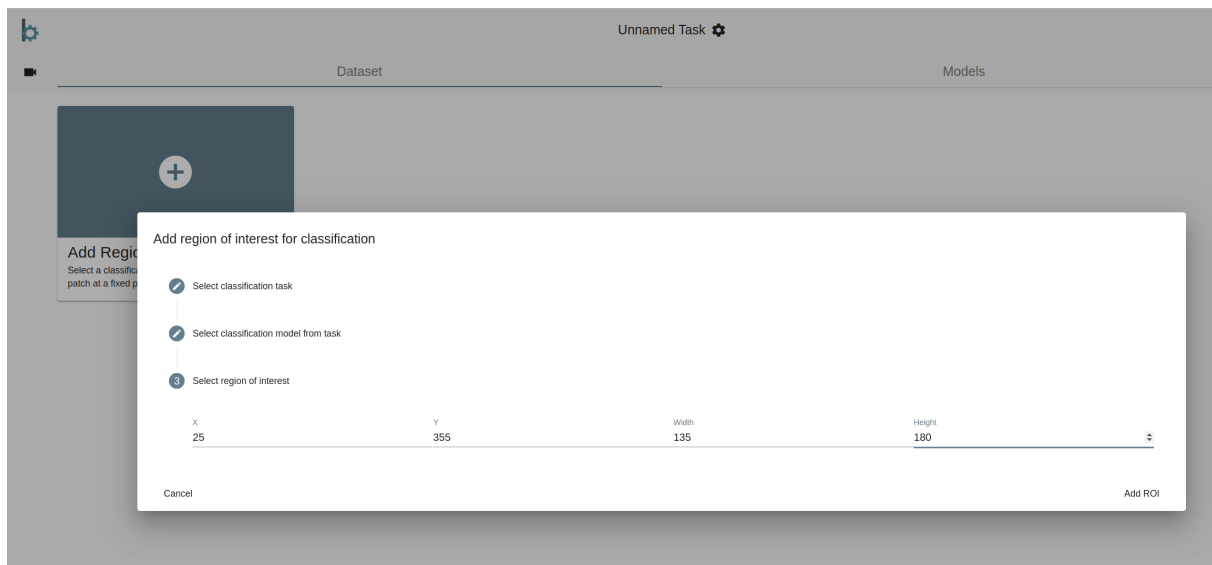 Unnamed Task
Dataset Models
Add Regio
Select a classifica
patch at a fixed p
Add region of interest for classification
Select classification task
Select classification model from task
3 Select region of interest
X Y Width Height
25 355 135 180
Cancel Add ROI